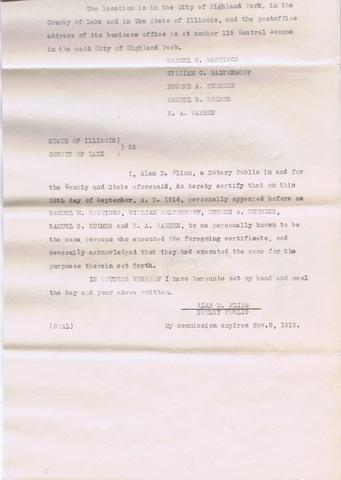 The location is in the City of Highland Park, in the
County of Lake and in the State of Illinois, and the postoffice
address of its business office is at number 119 Central Avenue
in the said City of Highland Park.
SAMUEL M. HASTINGS
WILLIAM G. HALTENHOFF
EUGENE A. BUMMLER
SAMUEL S. HOLMES
E. A. WARREN
STATE OF ILLINOIS)
) SS
COUNTY OF LAKE )
I, Alan D. Flinn, a Notary Public in and for
the County and State aforesaid, do hereby certify that on this
28th day of September, A. D. 1916, personally appeared before me
SAMUEL M. HASTINGS, WILLIAM HALTENHOFF, EUGENE A. BUMMLER,
SAMUEL S. HOLMES and E. A. WARREN, to me personally known to be
the same persons who executed the foregoing certificate, and
severally acknowledged that they had executed the same for the
purposes therein set forth.
IN WITNESS WHEREOF I have hereunto set my hand and seal
the day and year above written.
ALAN D. FLINN
NOTARY PUBLIC
(SEAL) My commission expires Nov. 8, 1919.